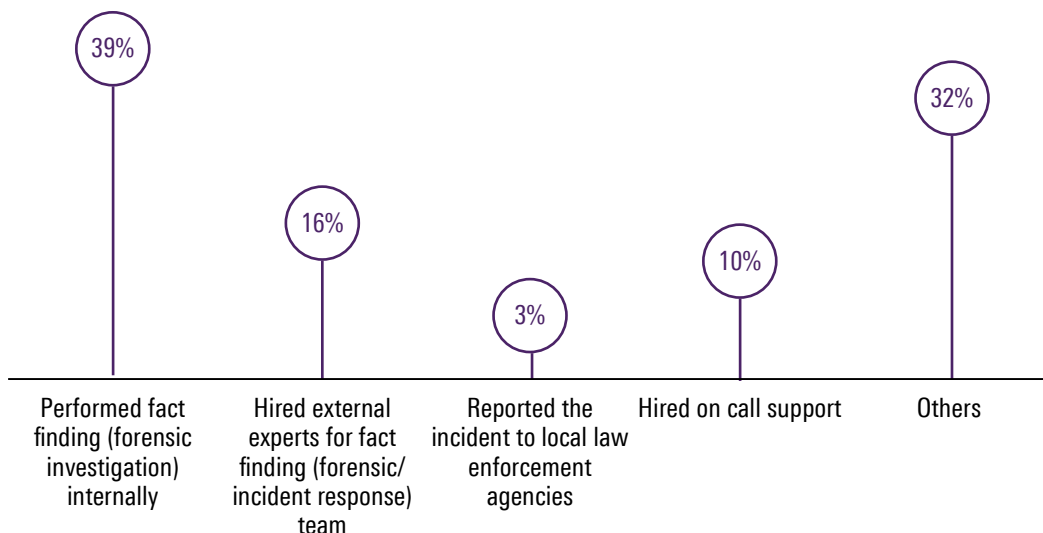 39%
16%
3%
10%
32%
Performed fact
finding (forensic
investigation)
internally
Hired external
experts for fact
finding (forensic/
incident response)
team
Reported the
incident to local law
enforcement
agencies
Hired on call support
Others